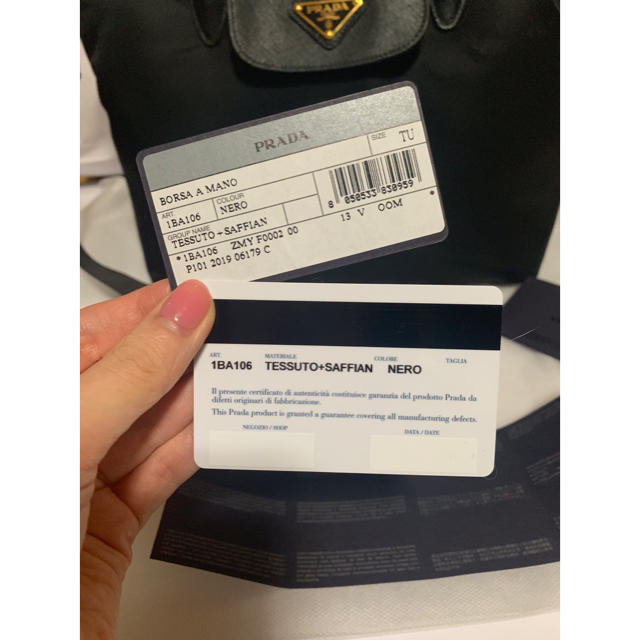 PRADA
PRADA
SIZE
TU
BORSA A MANO
ART.
1BA106
COLOUR
NERO
GROUP NAME
TESSUTO+SAFFIAN
*1BA106 ZMY F0002 00
P101 2019 06179 C
8 050533 830959
13 V OOM *
ART.
1BA106
MATERIALE
TESSUTO+SAFFIAN
COLORE
NERO
TAGLIA
Il presente certificato di autenticità costituisce garanzia del prodotto Prada da
difetti originari di fabbricazione.
This Prada product is granted a guarantee covering all manufacturing defects.
NEGOZIO / SHOP
DATA / DATE